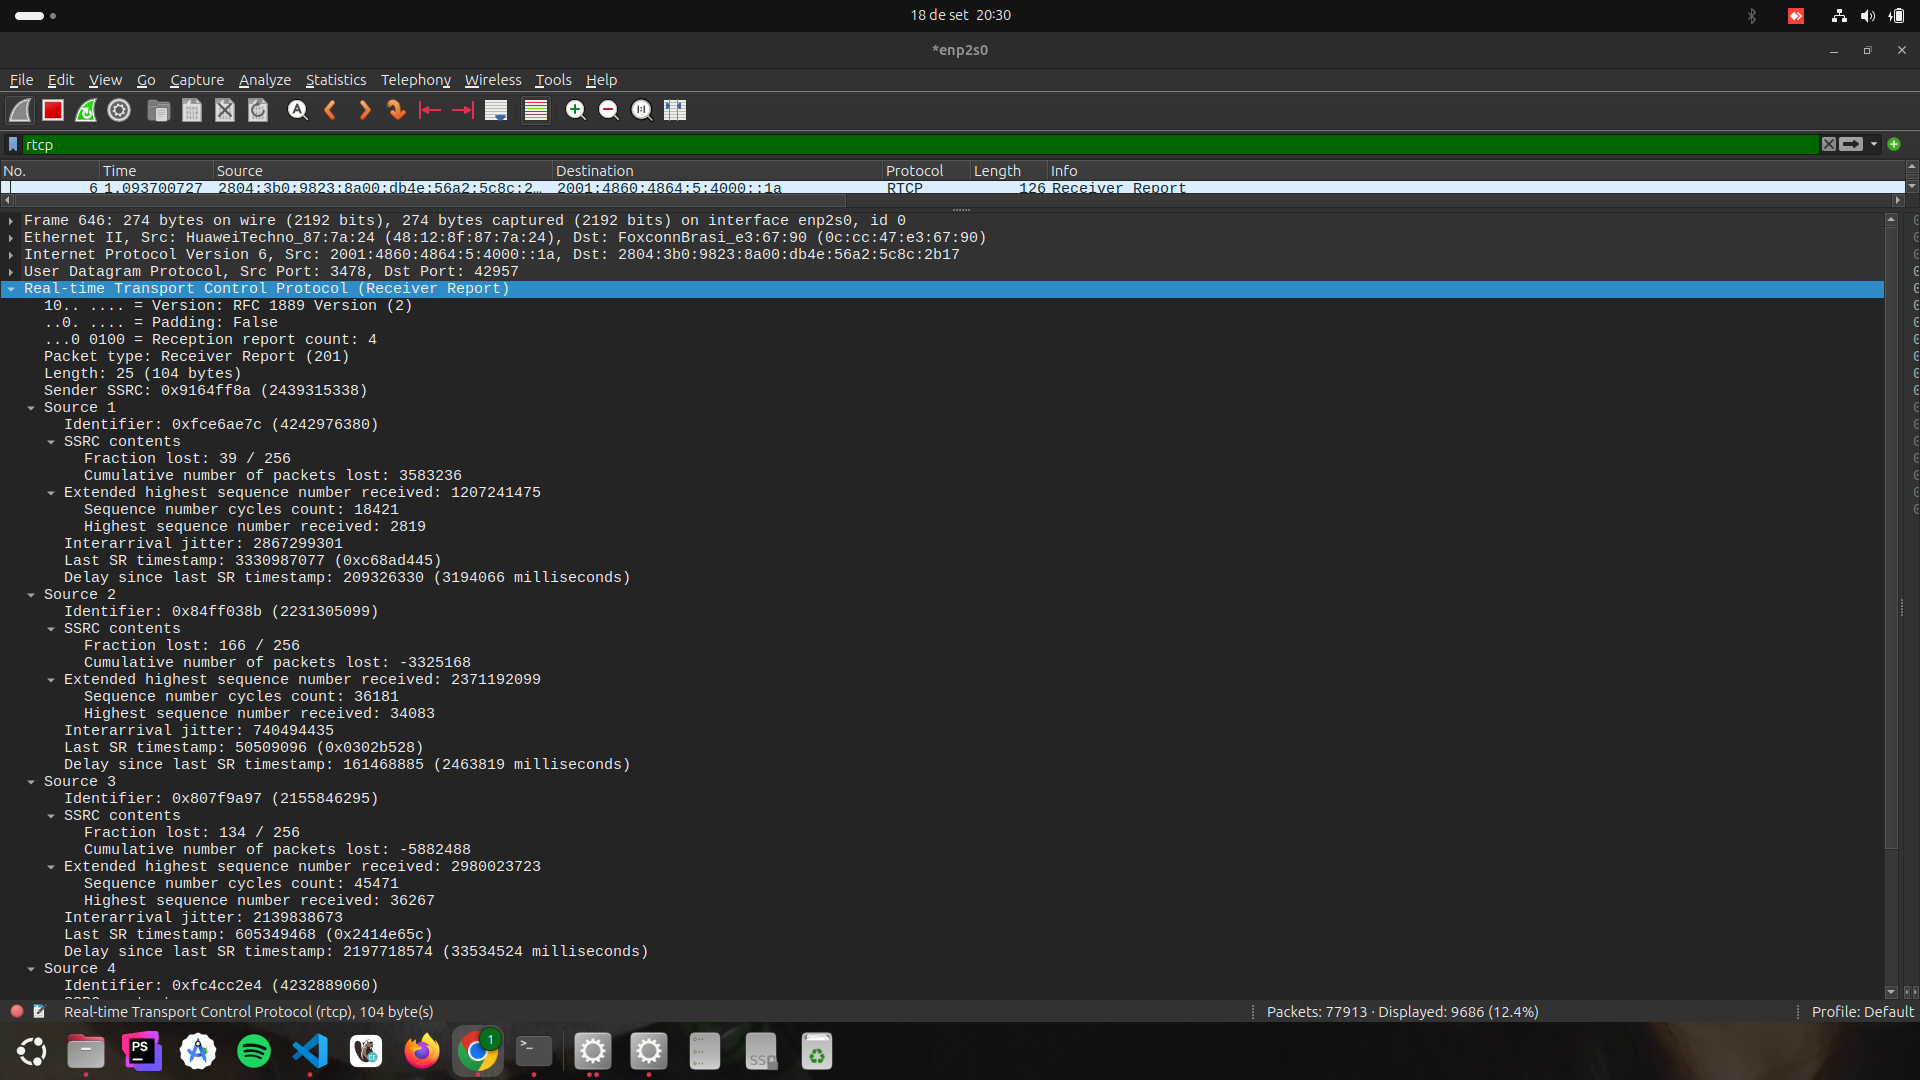 18 de set 20:30
*enp2s0
File Edit View Go Capture Analyze Statistics Telephony Wireless Tools Help
rtcp
No. Time Source Destination Protocol Length Info
6 1.093700727 2804:3b0:9823:8a00:db4e:56a2:5c8c:2… 2001:4860:4864:5:4000::1a RTCP 126 Receiver Report
Frame 646: 274 bytes on wire (2192 bits), 274 bytes captured (2192 bits) on interface enp2s0, id 0
Ethernet II, Src: HuaweiTechno_87:7a:24 (48:12:8f:87:7a:24), Dst: FoxconnBrasi_e3:67:90 (0c:cc:47:e3:67:90)
Internet Protocol Version 6, Src: 2001:4860:4864:5:4000::1a, Dst: 2804:3b0:9823:8a00:db4e:56a2:5c8c:2b17
User Datagram Protocol, Src Port: 3478, Dst Port: 42957
Real-time Transport Control Protocol (Receiver Report)
10.. .... = Version: RFC 1889 Version (2)
..0. .... = Padding: False
...0 0100 = Reception report count: 4
Packet type: Receiver Report (201)
Length: 25 (104 bytes)
Sender SSRC: 0x9164ff8a (2439315338)
Source 1
Identifier: 0xfce6ae7c (4242976380)
SSRC contents
Fraction lost: 39 / 256
Cumulative number of packets lost: 3583236
Extended highest sequence number received: 1207241475
Sequence number cycles count: 18421
Highest sequence number received: 2819
Interarrival jitter: 2867299301
Last SR timestamp: 3330987077 (0xc68ad445)
Delay since last SR timestamp: 209326330 (3194066 milliseconds)
Source 2
Identifier: 0x84ff038b (2231305099)
SSRC contents
Fraction lost: 166 / 256
Cumulative number of packets lost: -3325168
Extended highest sequence number received: 2371192099
Sequence number cycles count: 36181
Highest sequence number received: 34083
Interarrival jitter: 740494435
Last SR timestamp: 50509096 (0x0302b528)
Delay since last SR timestamp: 161468885 (2463819 milliseconds)
Source 3
Identifier: 0x807f9a97 (2155846295)
SSRC contents
Fraction lost: 134 / 256
Cumulative number of packets lost: -5882488
Extended highest sequence number received: 2980023723
Sequence number cycles count: 45471
Highest sequence number received: 36267
Interarrival jitter: 2139838673
Last SR timestamp: 605349468 (0x2414e65c)
Delay since last SR timestamp: 2197718574 (33534524 milliseconds)
Source 4
Identifier: 0xfc4cc2e4 (4232889060)
Real-time Transport Control Protocol (rtcp), 104 byte(s)
Packets: 77913 · Displayed: 9686 (12.4%)
Profile: Default
PS
1
SSP